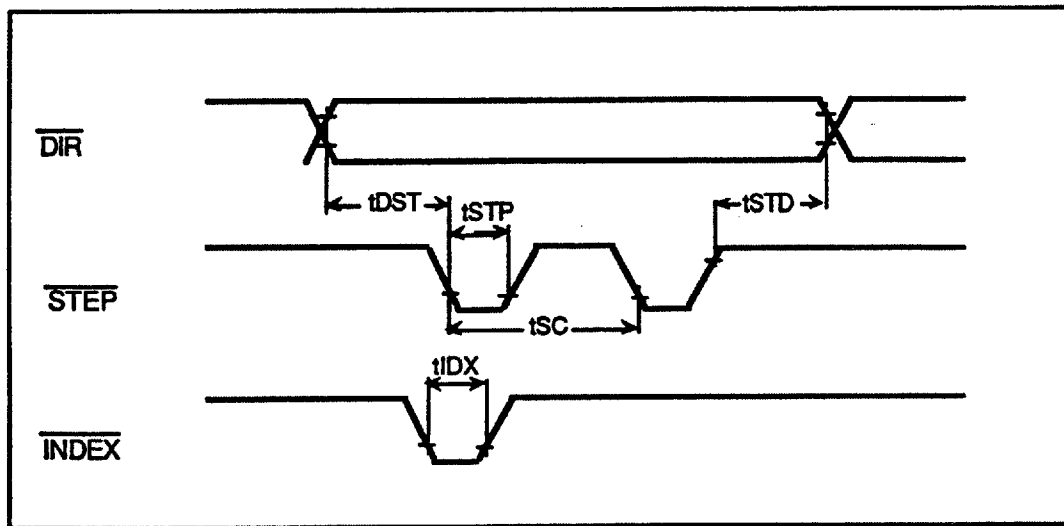 DIR
tDST
tSTP
tSTD
STEP
tSC
tIDX
INDEX